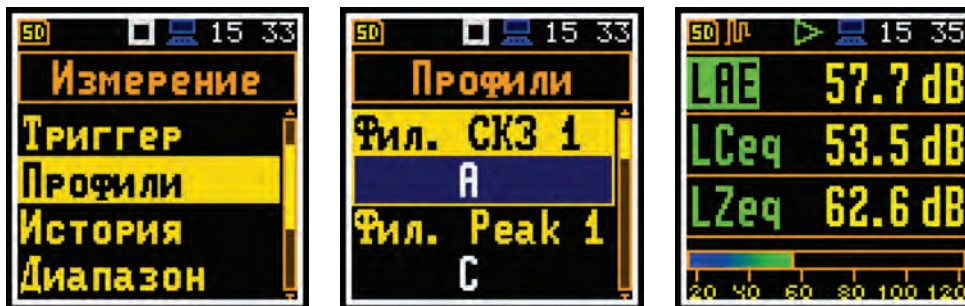 SD 15 33
Измерение
Триггер
Профили
История
Диапазон
SD 15 33
Профили
Фил. СКЗ 1
A
Фил. Peak 1
C
SD 15 35
LAE 57.7 dB
LCeq 53.5 dB
LZeq 62.6 dB
20 40 60 80 100 120